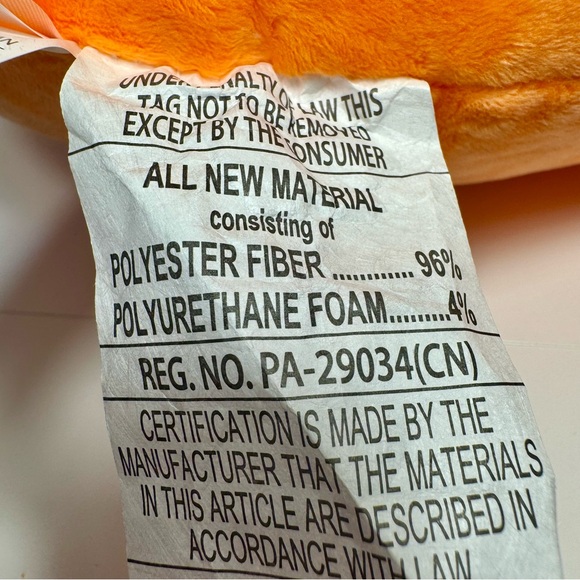 UNDER PENALTY OF LAW THIS
TAG NOT TO BE REMOVED
EXCEPT BY THE CONSUMER
ALL NEW MATERIAL
consisting of
POLYESTER FIBER ............ 96%
POLYURETHANE FOAM.........4%
REG. NO. PA-29034(CN)
CERTIFICATION IS MADE BY THE
MANUFACTURER THAT THE MATERIALS
IN THIS ARTICLE ARE DESCRIBED IN
ACCORDANCE WITH LAW